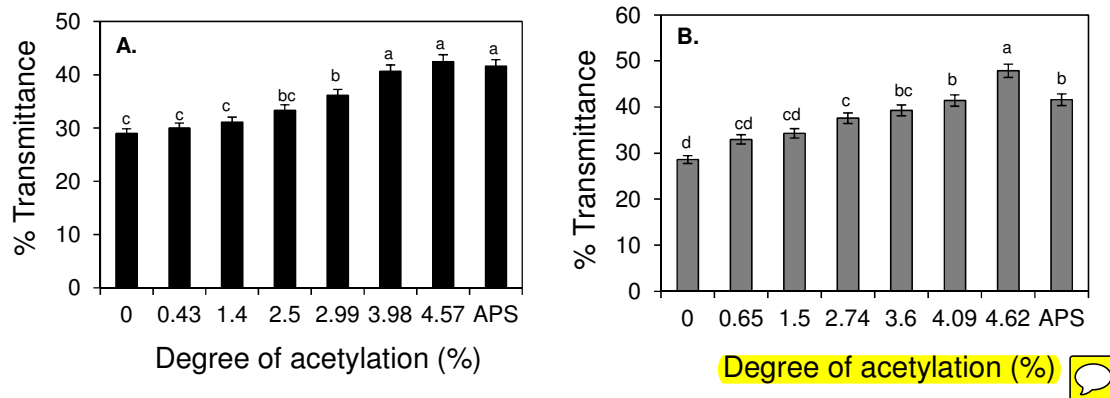 A.
% Transmittance
50
40
30
20
10
0
c c c bc b a a a
0 0.43 1.4 2.5 2.99 3.98 4.57 APS
Degree of acetylation (%)
B.
% Transmittance
60
50
40
30
20
10
0
d cd cd c bc b a b
0 0.65 1.5 2.74 3.6 4.09 4.62 APS
Degree of acetylation (%)